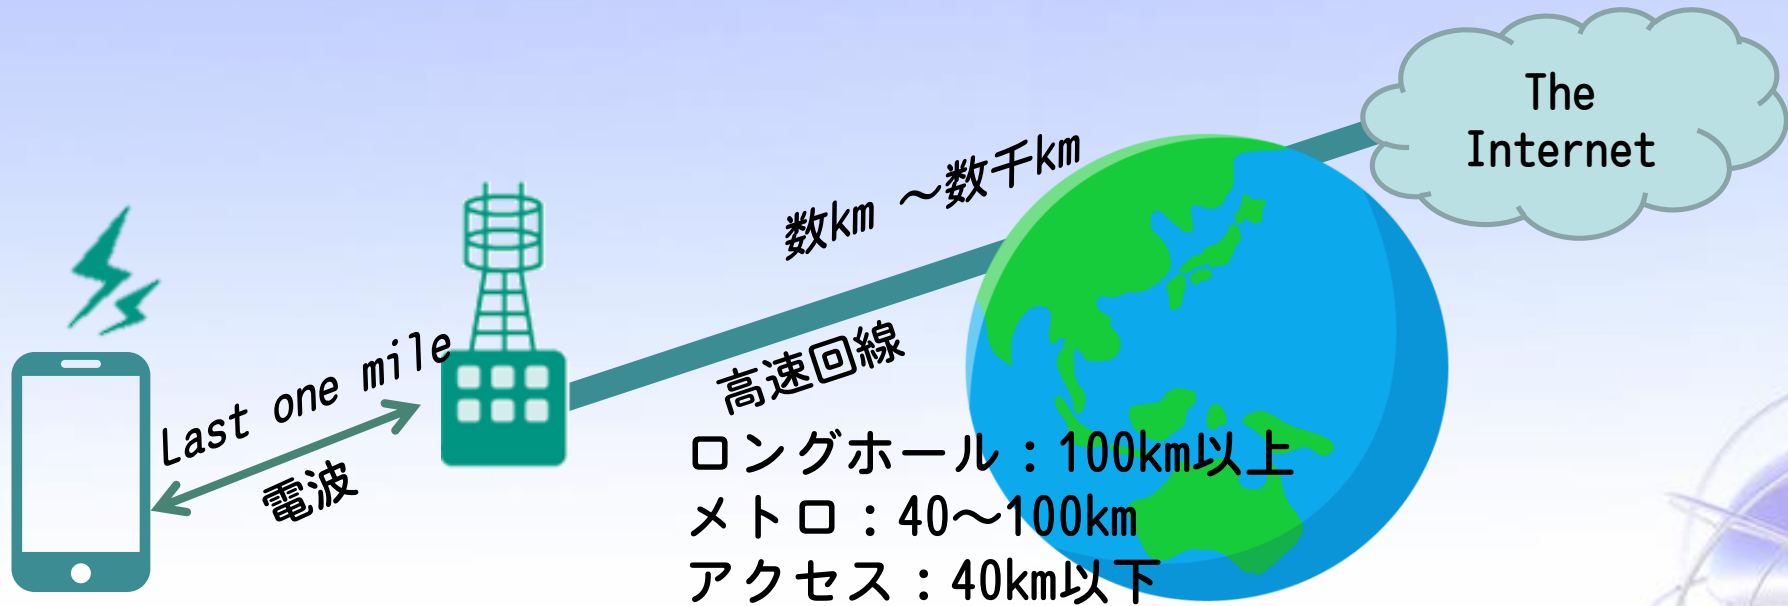 The
Internet
数km ～数千km
Last one mile
高速回線
電波
ロングホール：100km以上
メトロ：40～100km
アクセス：40km以下